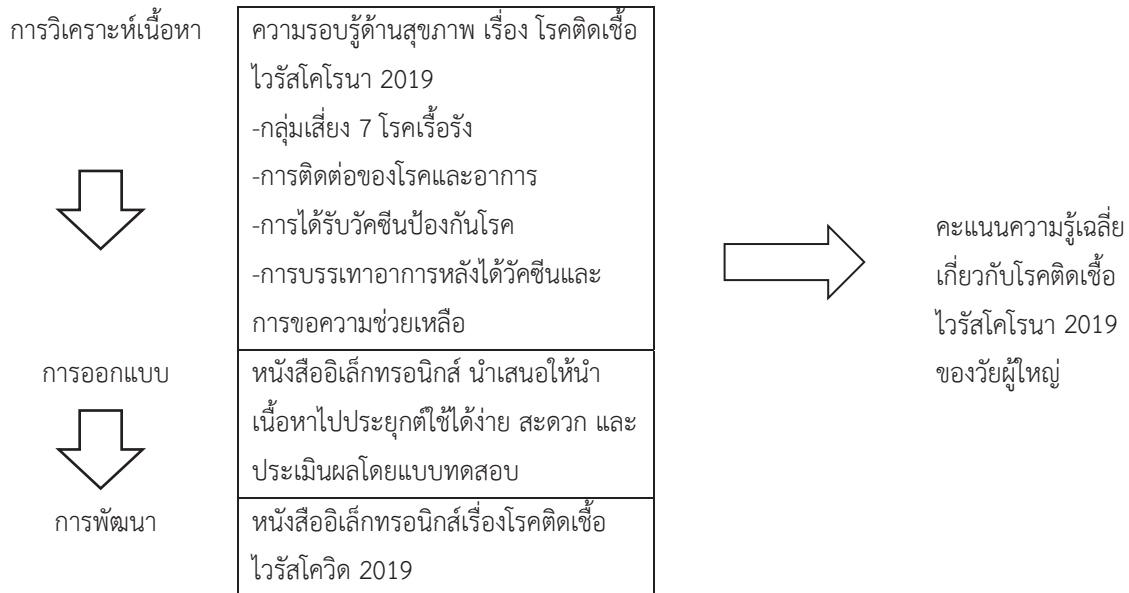 การวิเคราะห์เนื้อหา
ความรอบรู้ด้านสุขภาพ เรื่อง โรคติดเชื้อ
ไวรัสโคโรนา 2019
-กลุ่มเสี่ยง 7 โรคเรื้อรัง
-การติดต่อของโรคและอาการ
-การได้รับวัคซีนป้องกันโรค
-การบรรเทาอาการหลังได้วัคซีนและ
การขอความช่วยเหลือ
การออกแบบ
หนังสืออิเล็กทรอนิกส์ นำเสนอให้นำ
เนื้อหาไปประยุกต์ใช้ได้ง่าย สะดวก และ
ประเมินผลโดยแบบทดสอบ
การพัฒนา
หนังสืออิเล็กทรอนิกส์เรื่องโรคติดเชื้อ
ไวรัสโควิด 2019
คะแนนความรู้เฉลี่ย
เกี่ยวกับโรคติดเชื้อ
ไวรัสโคโรนา 2019
ของวัยผู้ใหญ่